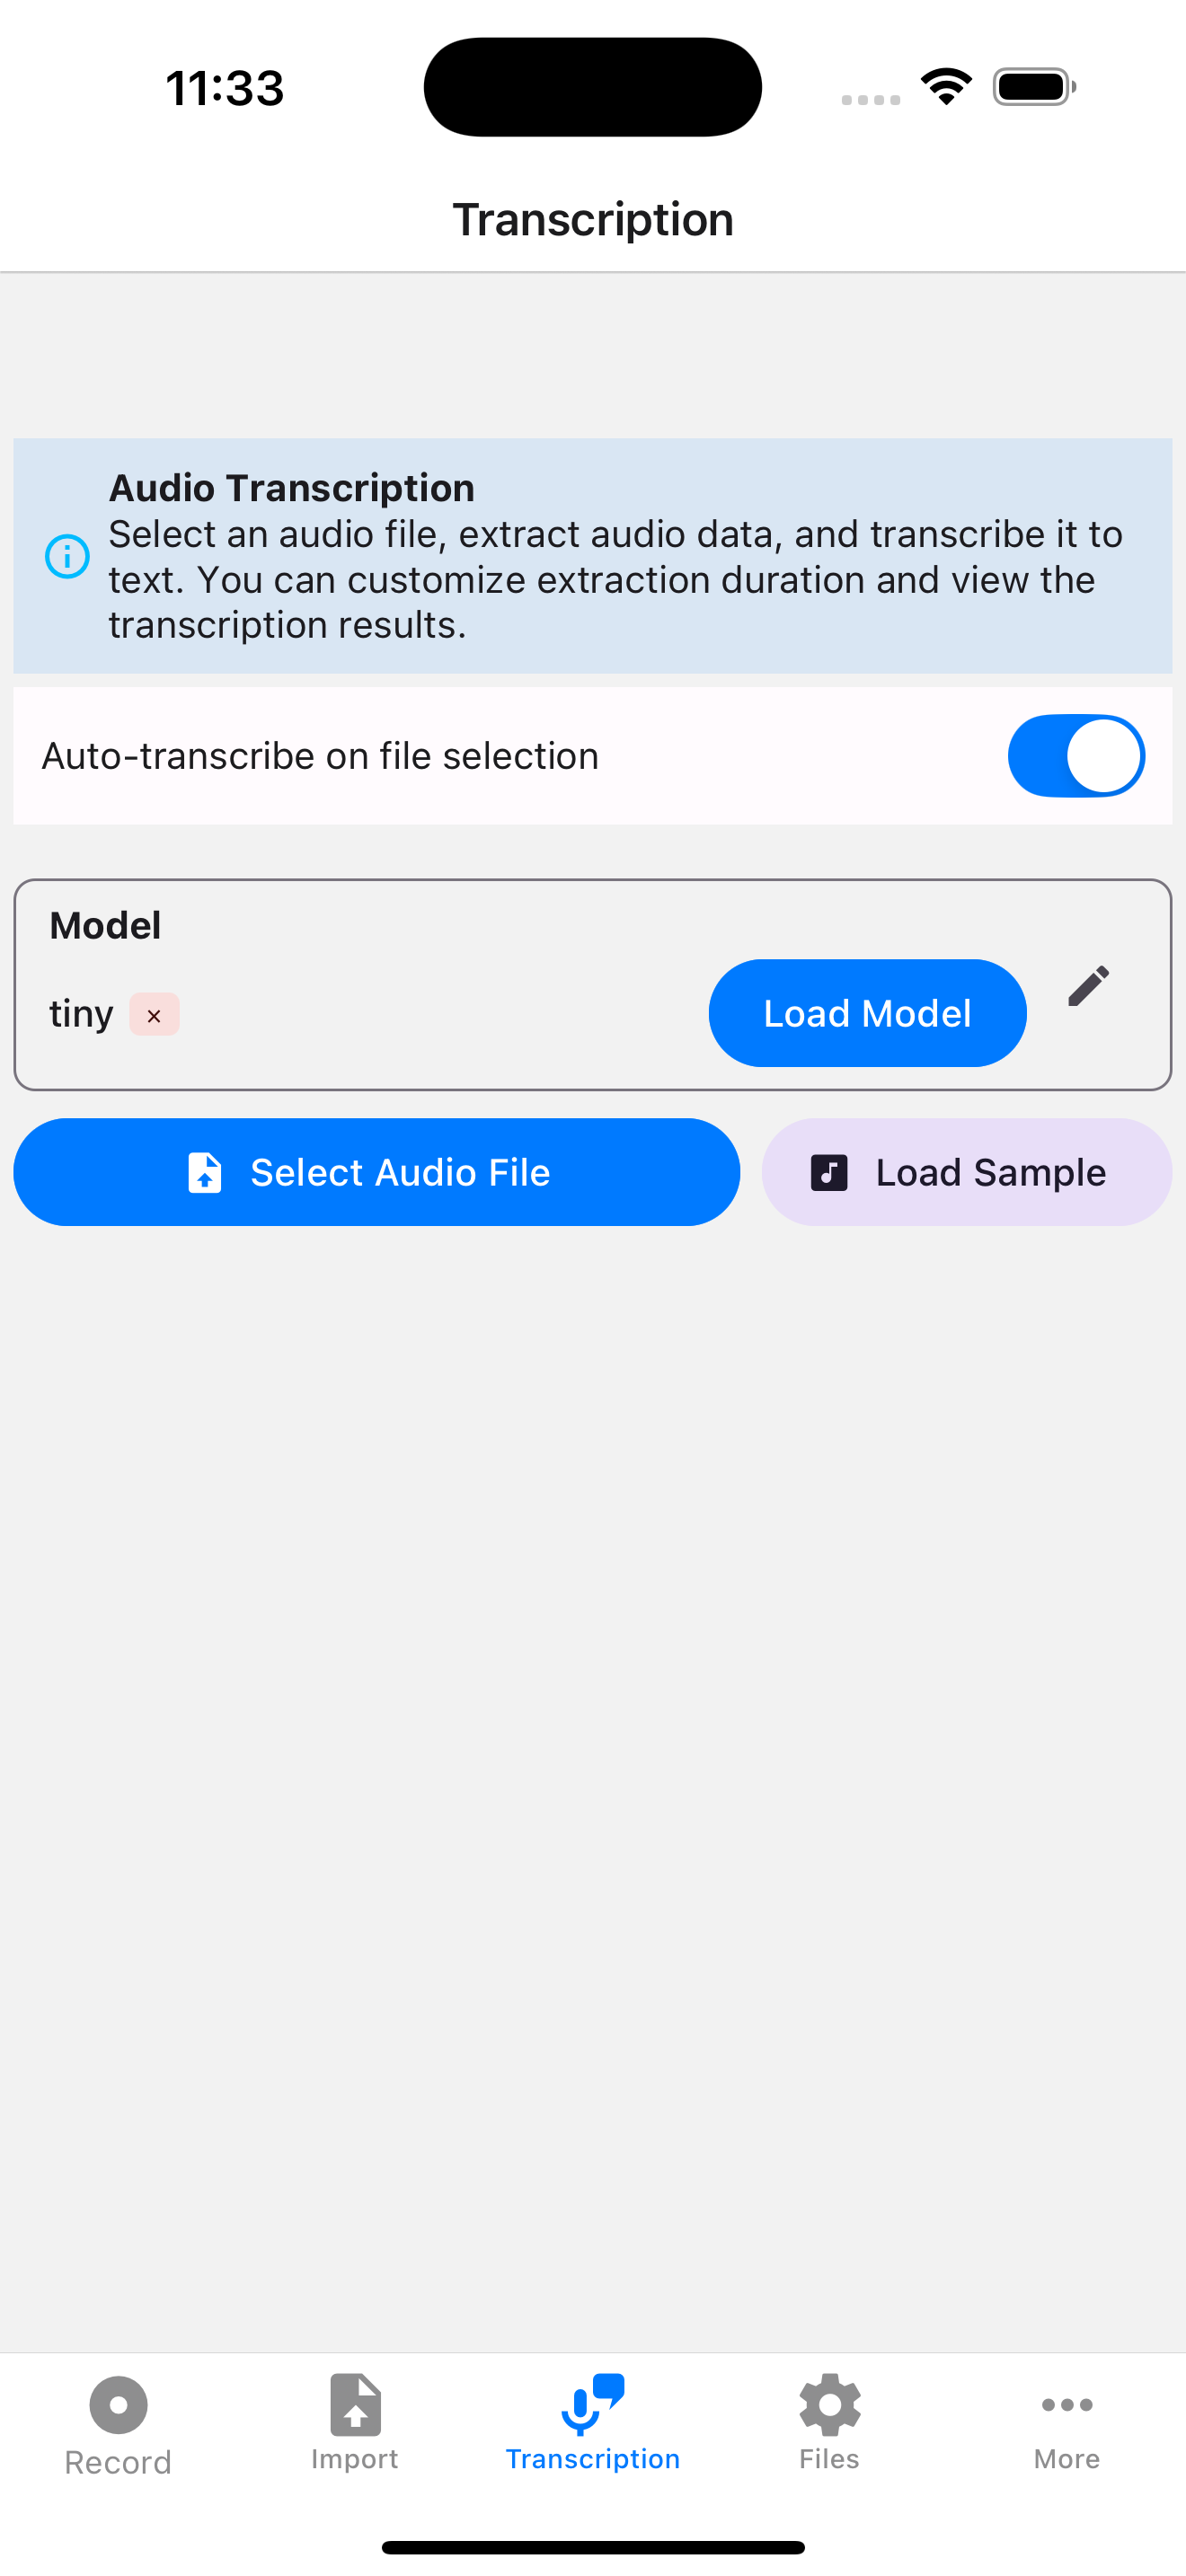 11:33
Transcription
Audio Transcription
Select an audio file, extract audio data, and transcribe it to
text. You can customize extraction duration and view the
transcription results.
Auto-transcribe on file selection
Model
tiny ×
Load Model
Select Audio File
Load Sample
Record
Import
Transcription
Files
More